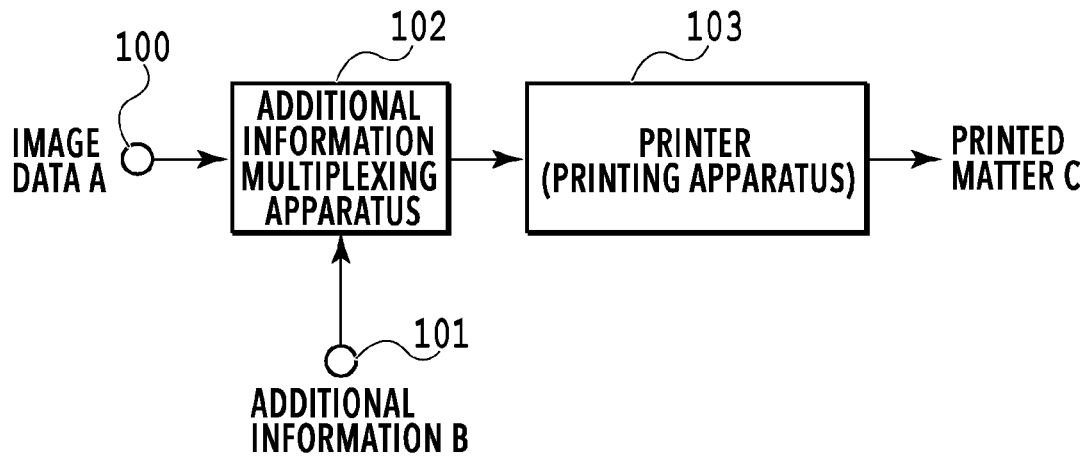 100
102
103
IMAGE
DATA A
ADDITIONAL
INFORMATION
MULTIPLEXING
APPARATUS
PRINTER
(PRINTING APPARATUS)
PRINTED
MATTER C
101
ADDITIONAL
INFORMATION B